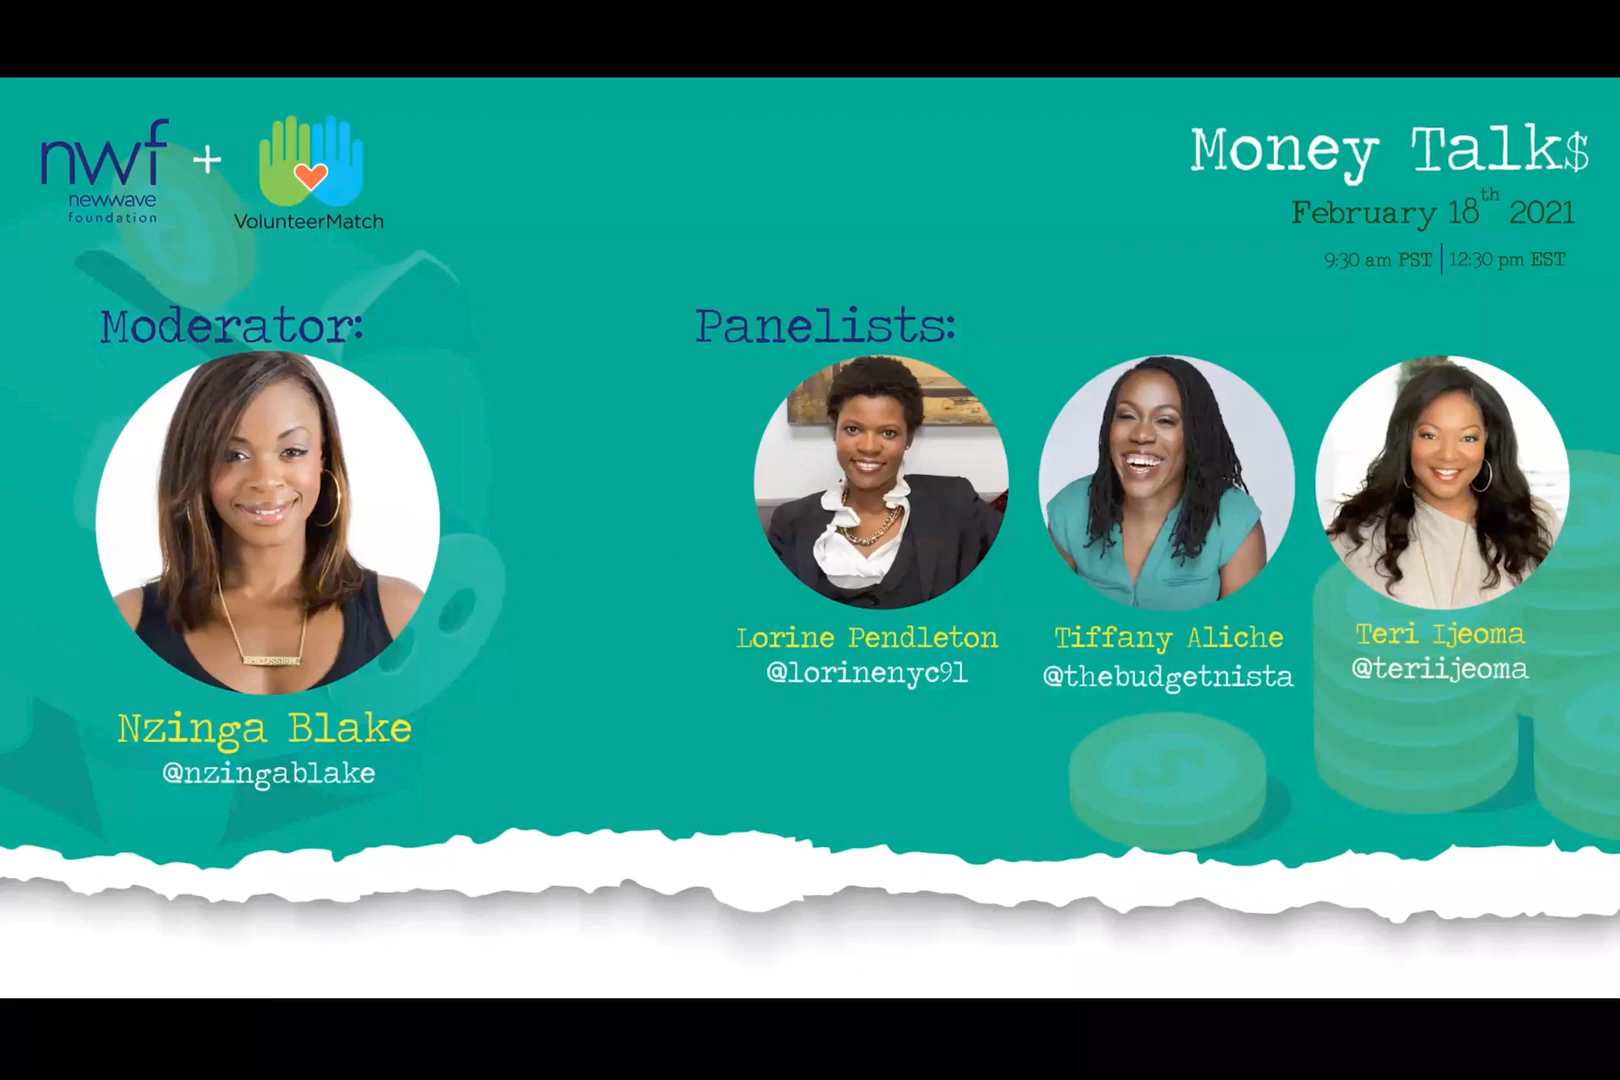 nwf
newwave
foundation
+
VolunteerMatch
Money Talk$
February 18th 2021
9:30 am PST | 12:30 pm EST
Moderator:
Nzinga Blake
@nzingablake
Panelists:
Lorine Pendleton
@lorinenyc91
Tiffany Aliche
@thebudgetnista
Teri Ijeoma
@teriijeoma